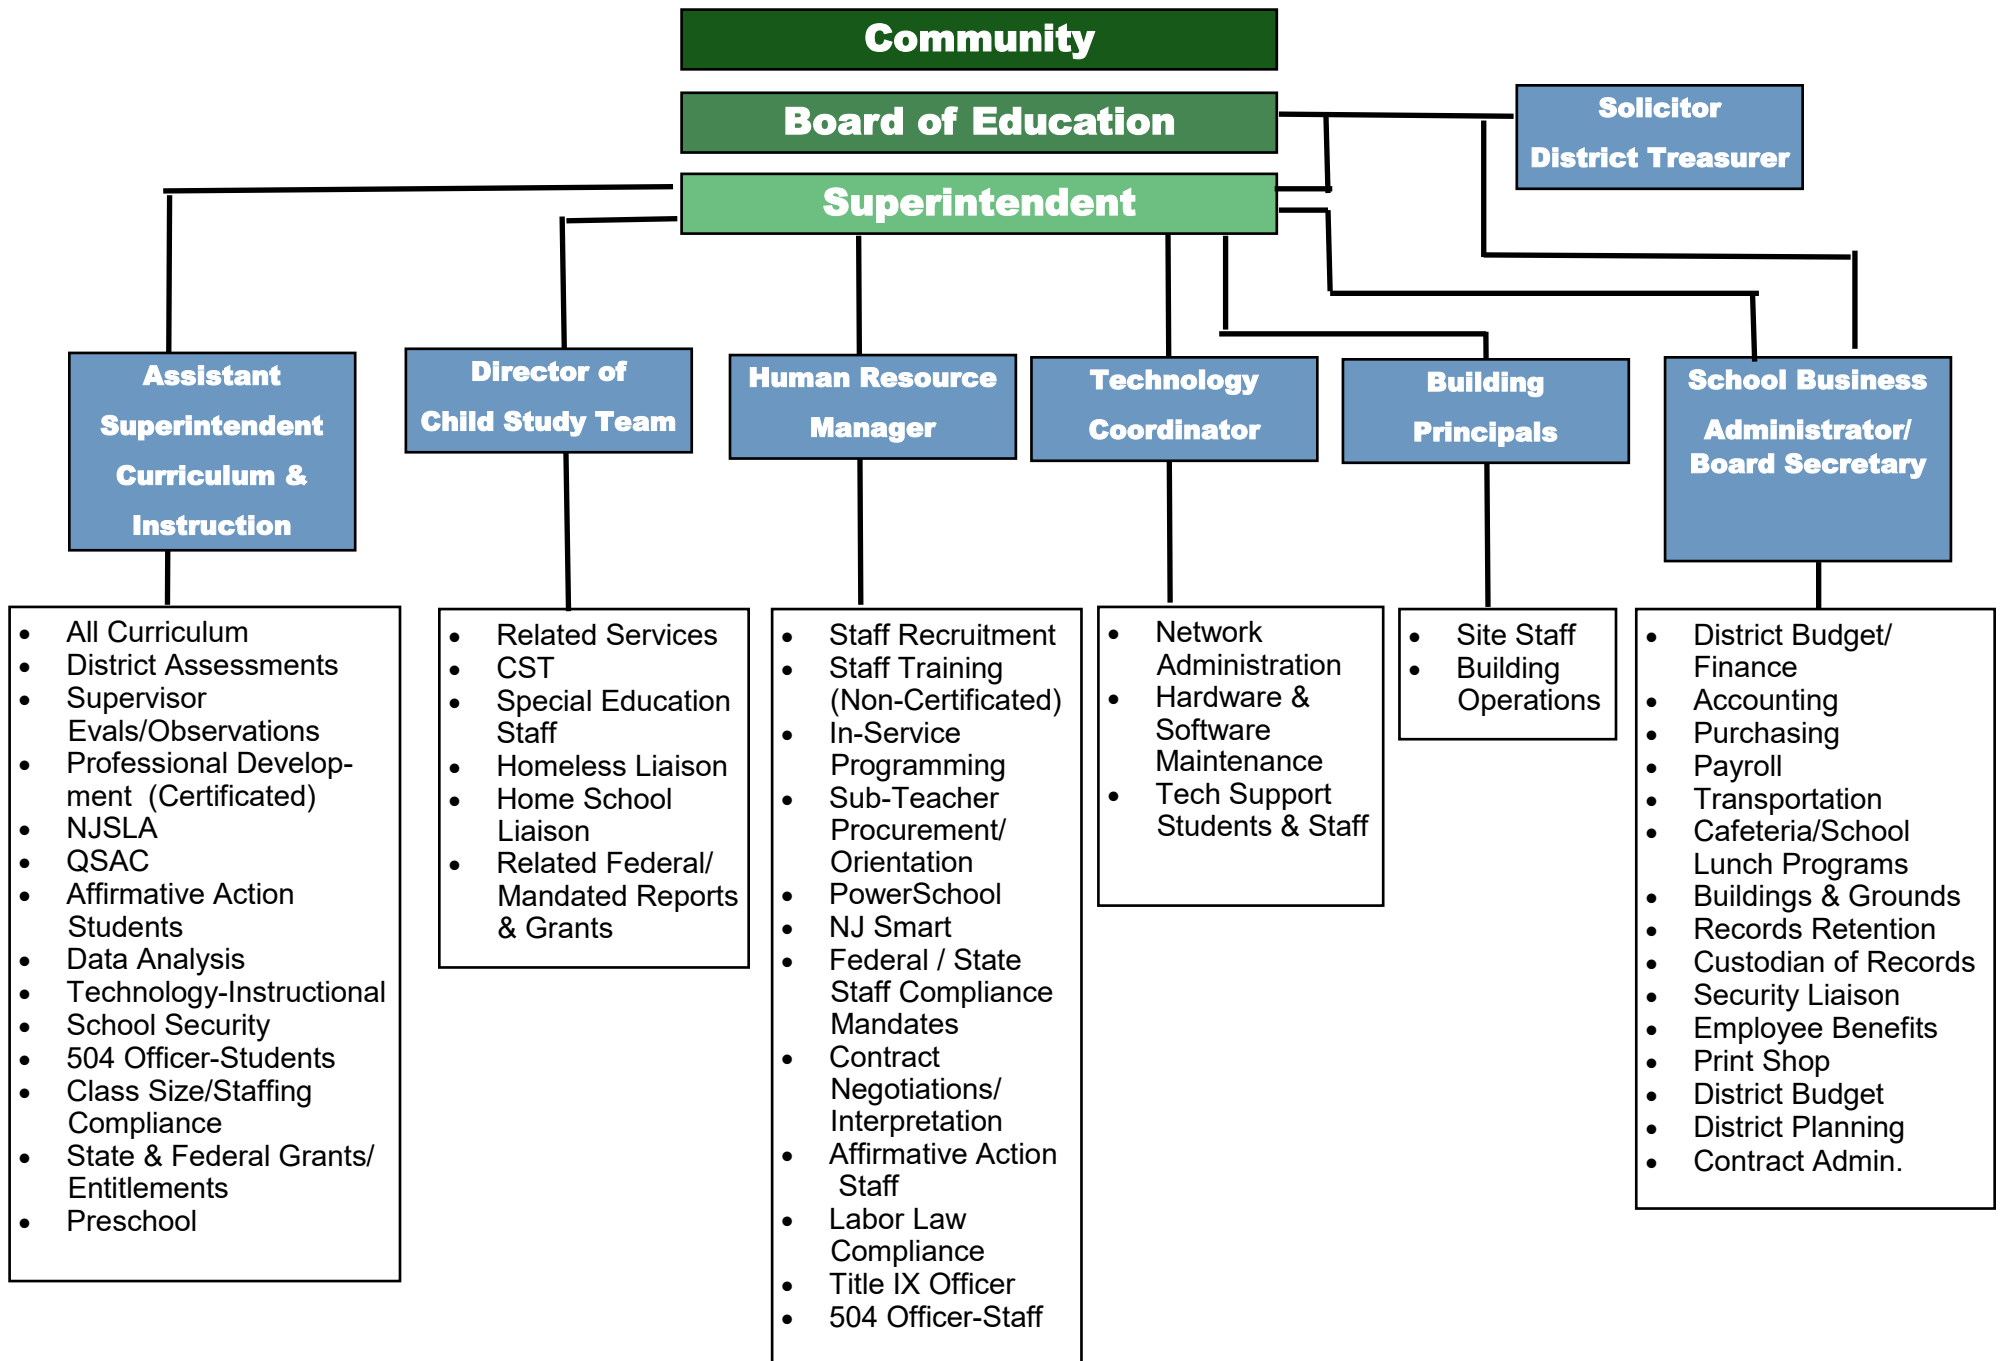 Community
Board of Education
Solicitor
District Treasurer
Superintendent
Assistant
Superintendent
Curriculum &
Instruction
Director of
Child Study Team
Human Resource
Manager
Technology
Coordinator
Building
Principals
School Business
Administrator/
Board Secretary
• All Curriculum
• District Assessments
• Supervisor
Evals/Observations
• Professional Develop-
ment  (Certificated)
• NJSLA
• QSAC
• Affirmative Action
Students
• Data Analysis
• Technology-Instructional
• School Security
• 504 Officer-Students
• Class Size/Staffing
Compliance
• State & Federal Grants/
Entitlements
• Preschool
• Related Services
• CST
• Special Education
Staff
• Homeless Liaison
• Home School
Liaison
• Related Federal/
Mandated Reports
& Grants
• Staff Recruitment
• Staff Training
(Non-Certificated)
• In-Service
Programming
• Sub-Teacher
Procurement/
Orientation
• PowerSchool
• NJ Smart
• Federal / State
Staff Compliance
Mandates
• Contract
Negotiations/
Interpretation
• Affirmative Action
Staff
• Labor Law
Compliance
• Title IX Officer
• 504 Officer-Staff
• Network
Administration
• Hardware &
Software
Maintenance
• Tech Support
Students & Staff
• Site Staff
• Building
Operations
• District Budget/
Finance
• Accounting
• Purchasing
• Payroll
• Transportation
• Cafeteria/School
Lunch Programs
• Buildings & Grounds
• Records Retention
• Custodian of Records
• Security Liaison
• Employee Benefits
• Print Shop
• District Budget
• District Planning
• Contract Admin.